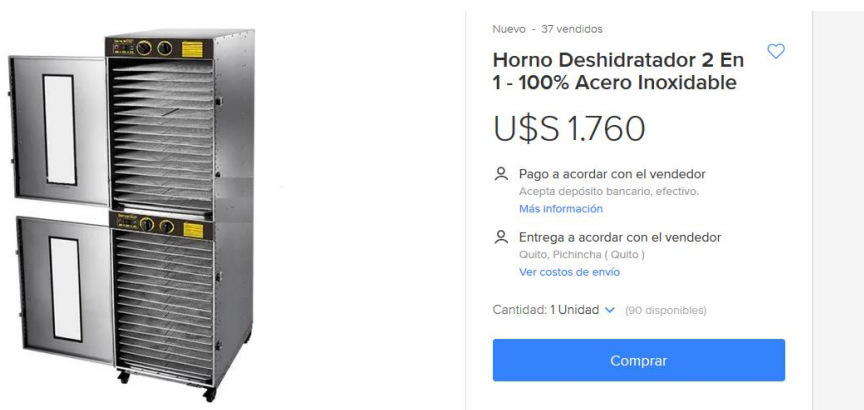 Nuevo - 37 vendidos
Horno Deshidratador 2 En
1 - 100% Acero Inoxidable
U$S 1.760
Pago a acordar con el vendedor
Acepta depósito bancario, efectivo.
Más información
Entrega a acordar con el vendedor
Quito, Pichincha ( Quito )
Ver costos de envío
Cantidad: 1 Unidad (90 disponibles)
Comprar